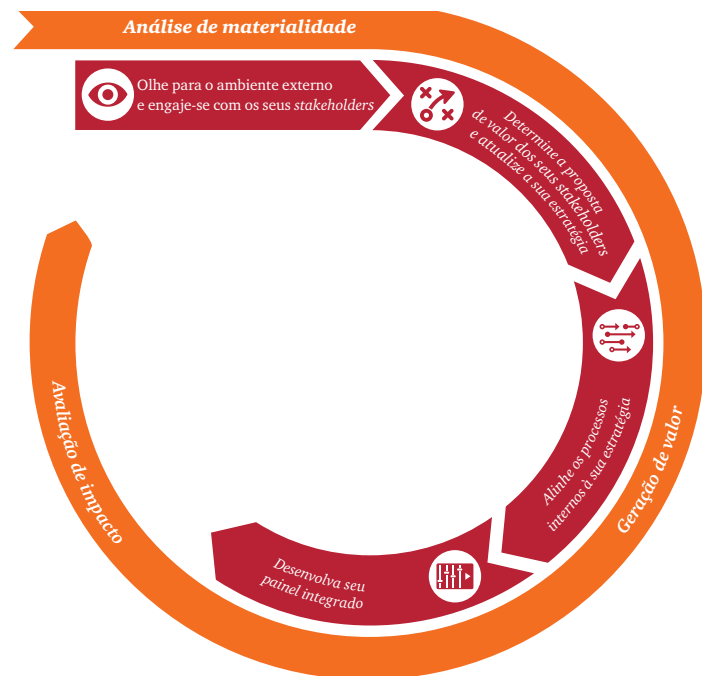 Análise de materialidade
Olhe para o ambiente externo
e engaje-se com os seus stakeholders
Determine a proposta
de valor dos seus stakeholders
e atualize a sua estratégia
Alinhe os processos
internos à sua estratégia
Geração de valor
Desenvolva seu
painel integrado
Avaliação de impacto